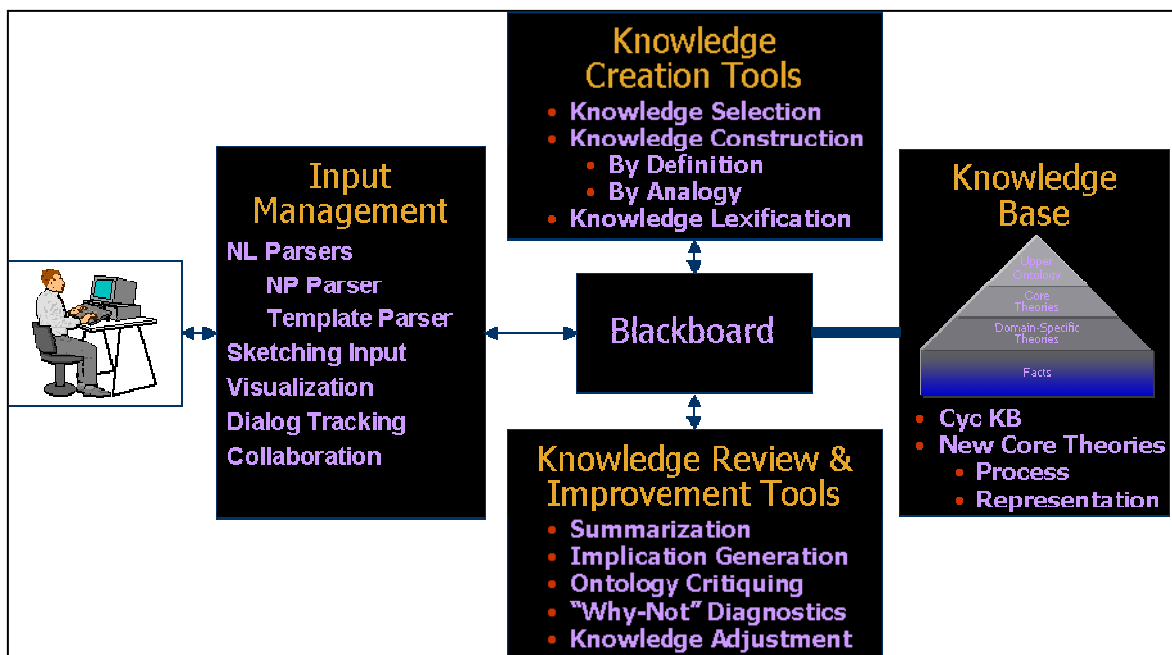 Knowledge
Creation Tools
• Knowledge Selection
• Knowledge Construction
• By Definition
• By Analogy
• Knowledge Lexification
Input
Management
NL Parsers
NP Parser
Template Parser
Sketching Input
Visualization
Dialog Tracking
Collaboration
Blackboard
Knowledge
Base
Upper
Ontology
Core
Theories
Domain-Specific
Theories
Facts
• Cyc KB
• New Core Theories
• Process
• Representation
Knowledge Review &
Improvement Tools
• Summarization
• Implication Generation
• Ontology Critiquing
• “Why-Not” Diagnostics
• Knowledge Adjustment